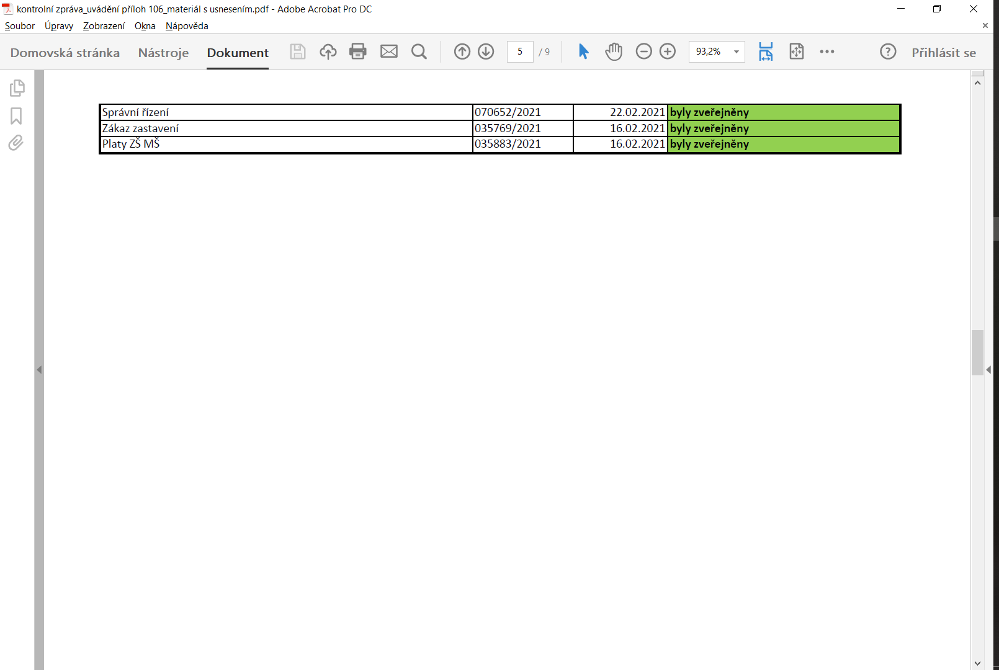 kontrolní zpráva_uvádění příloh 106_materiál s usnesením.pdf - Adobe Acrobat Pro DC
Soubor Úpravy Zobrazení Okna Nápověda
Domovská stránka Nástroje Dokument 5 / 9 93,2% Přihlásit se
Správní řízení 070652/2021 22.02.2021 byly zveřejněny
Zákaz zastavení 035769/2021 16.02.2021 byly zveřejněny
Platy ZŠ MŠ 035883/2021 16.02.2021 byly zveřejněny